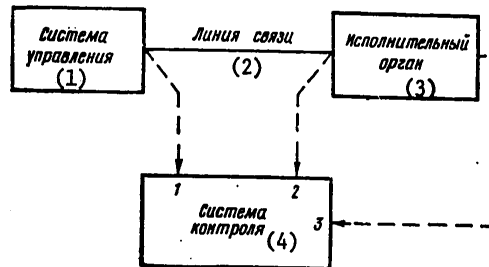 Система
управления
(1)
Линия связи
(2)
Исполнительный
орган
(3)
1
2
3
Система
контроля
(4)